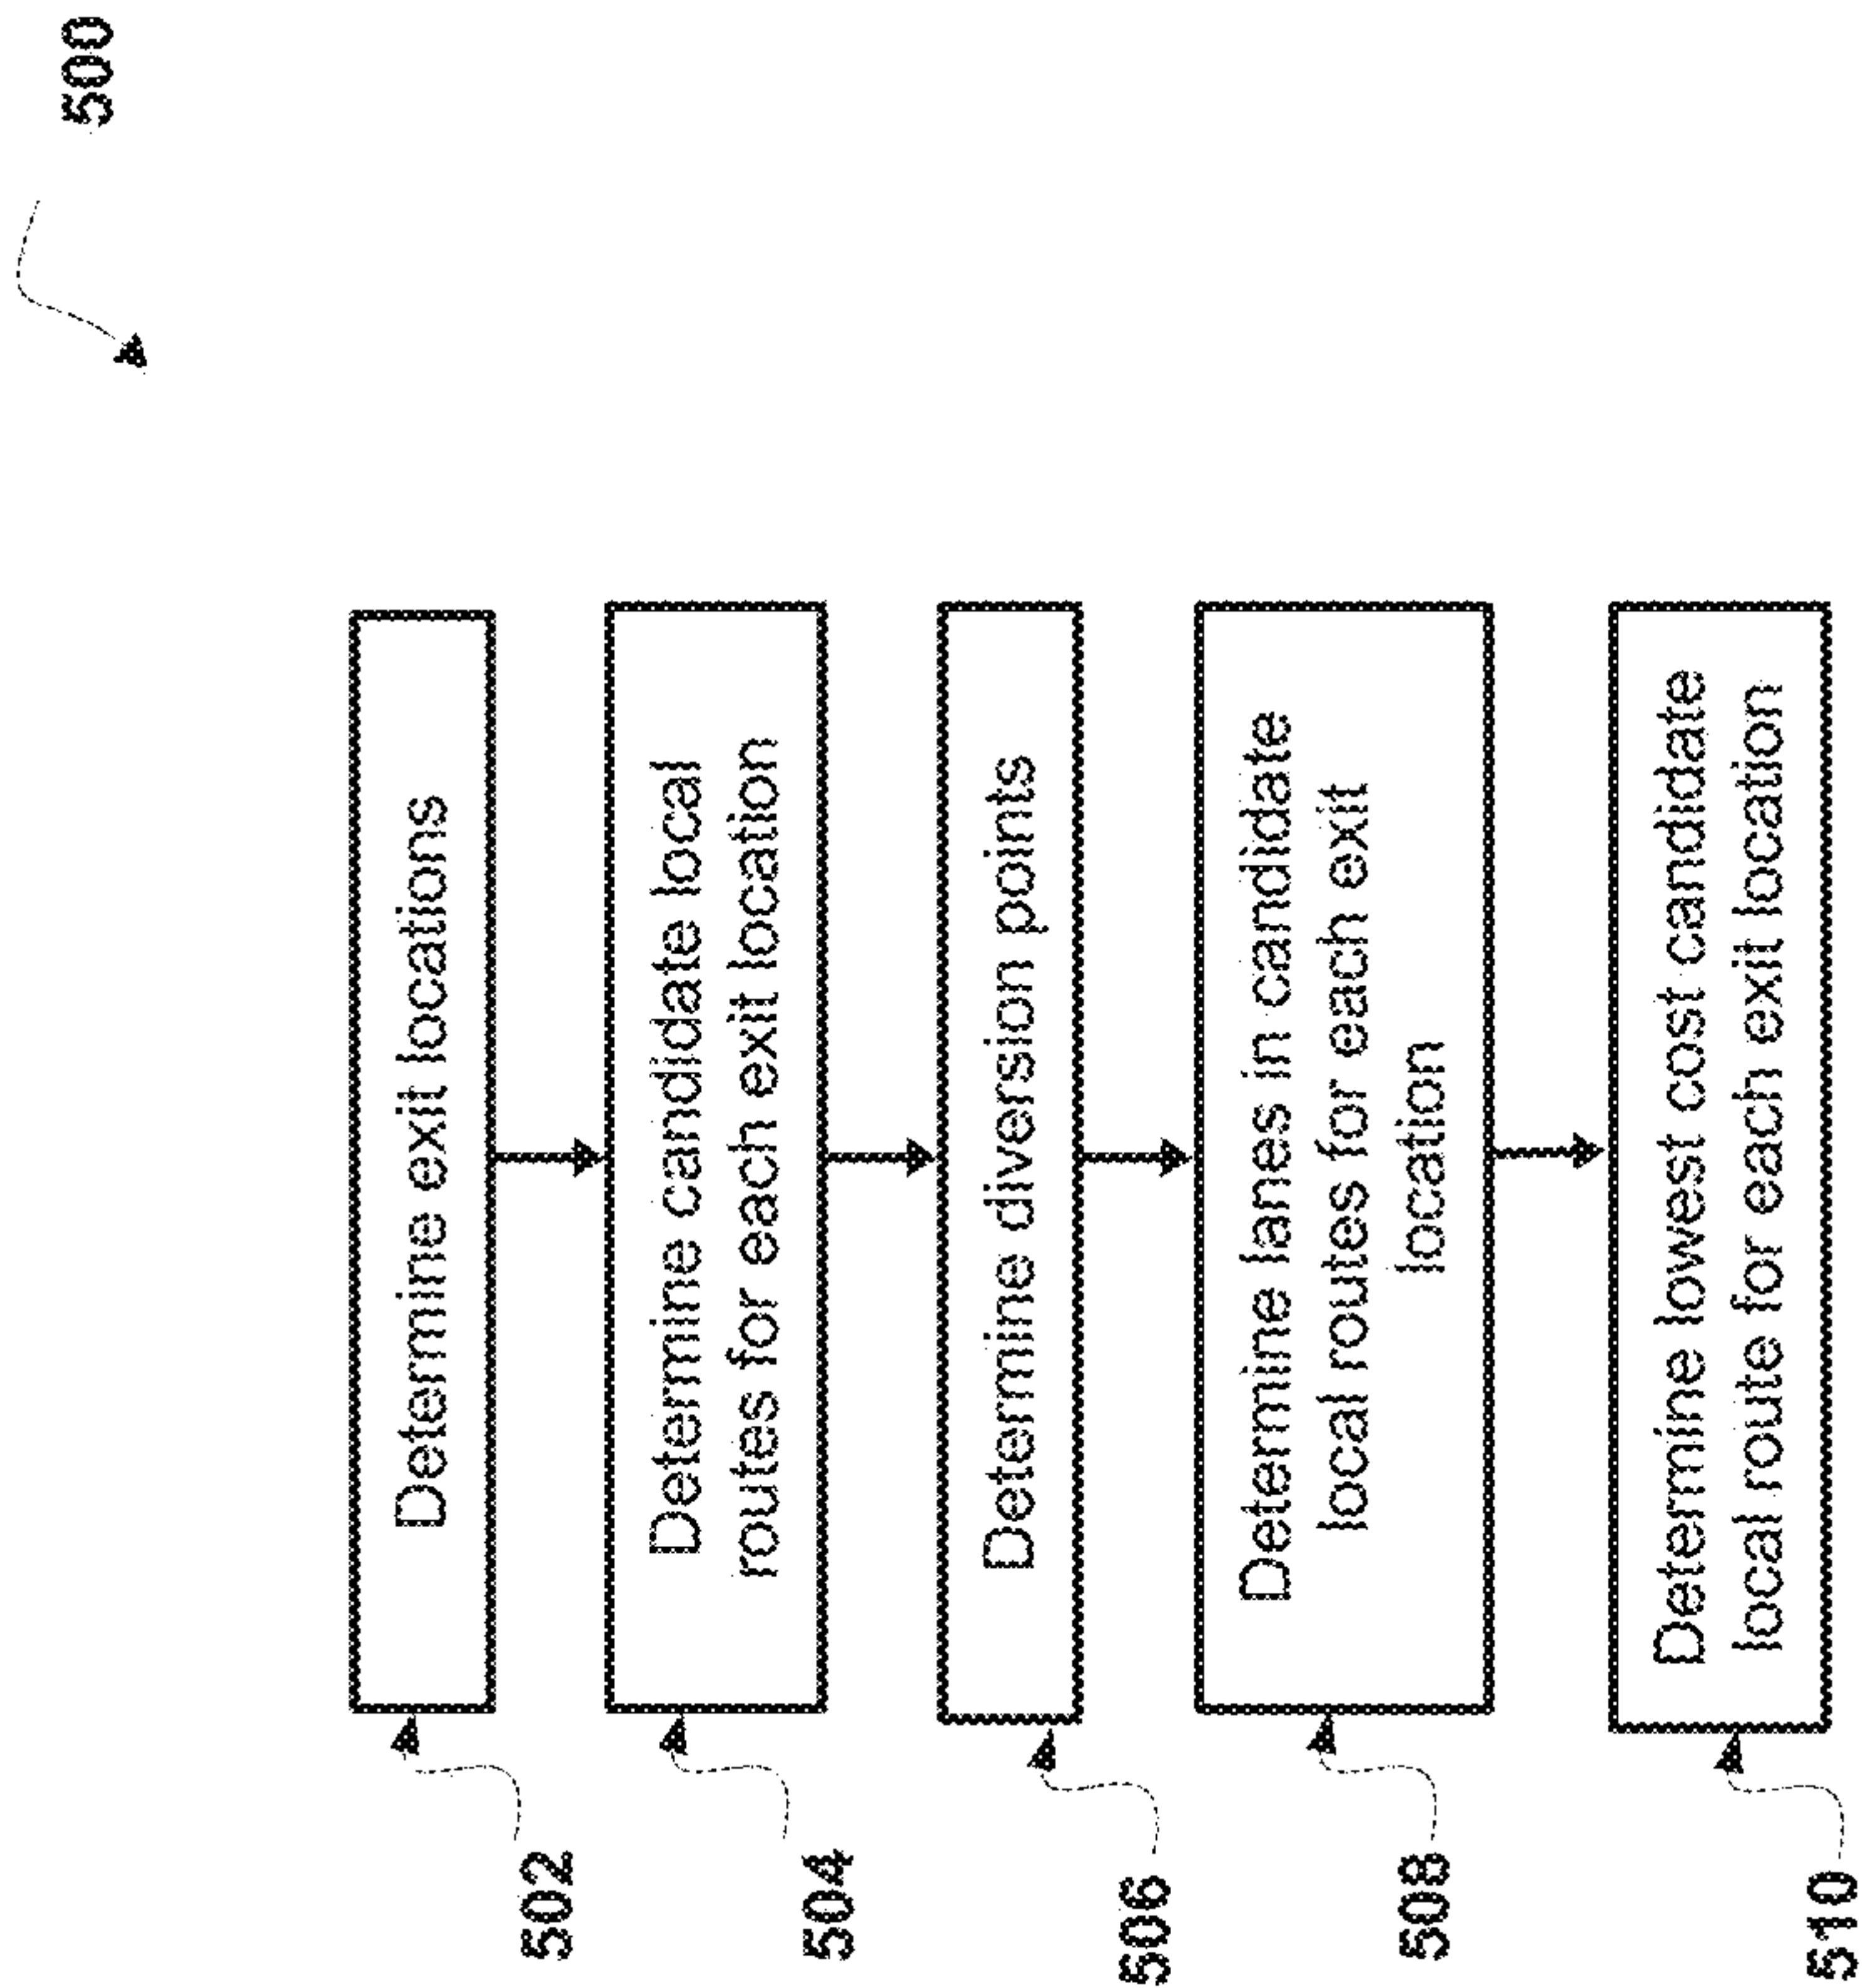 500
502
Determine exit locations
504
Determine candidate local
routes for each exit location
506
Determine diversion points
508
Determine lanes in candidate
local routes for each exit
location
510
Determine lowest cost candidate
local route for each exit location